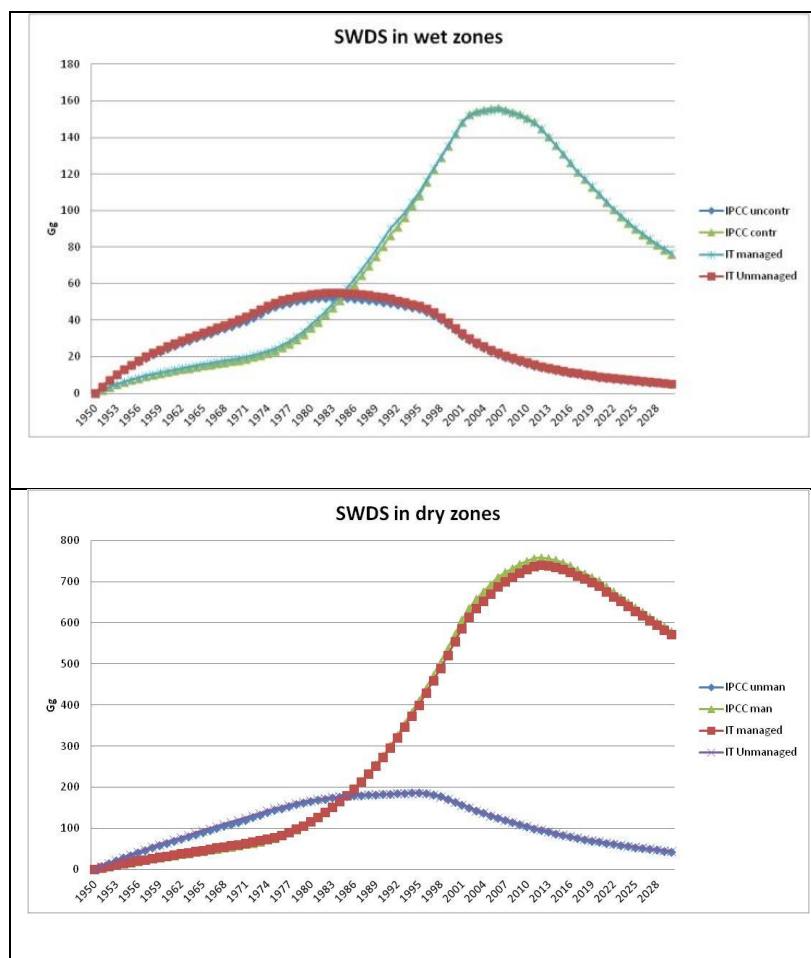 SWDS in wet zones
180
160
140
120
100
80
60
40
20
0
Gg
1950 1953 1956 1959 1962 1965 1968 1971 1974 1977 1980 1983 1986 1989 1992 1995 1998 2001 2004 2007 2010 2013 2016 2019 2022 2025 2028
IPCC uncontr
IPCC contr
IT managed
IT Unmanaged
SWDS in dry zones
800
700
600
500
400
300
200
100
0
Gg
1950 1953 1956 1959 1962 1965 1968 1971 1974 1977 1980 1983 1986 1989 1992 1995 1998 2001 2004 2007 2010 2013 2016 2019 2022 2025 2028
IPCC unman
IPCC man
IT managed
IT Unmanaged